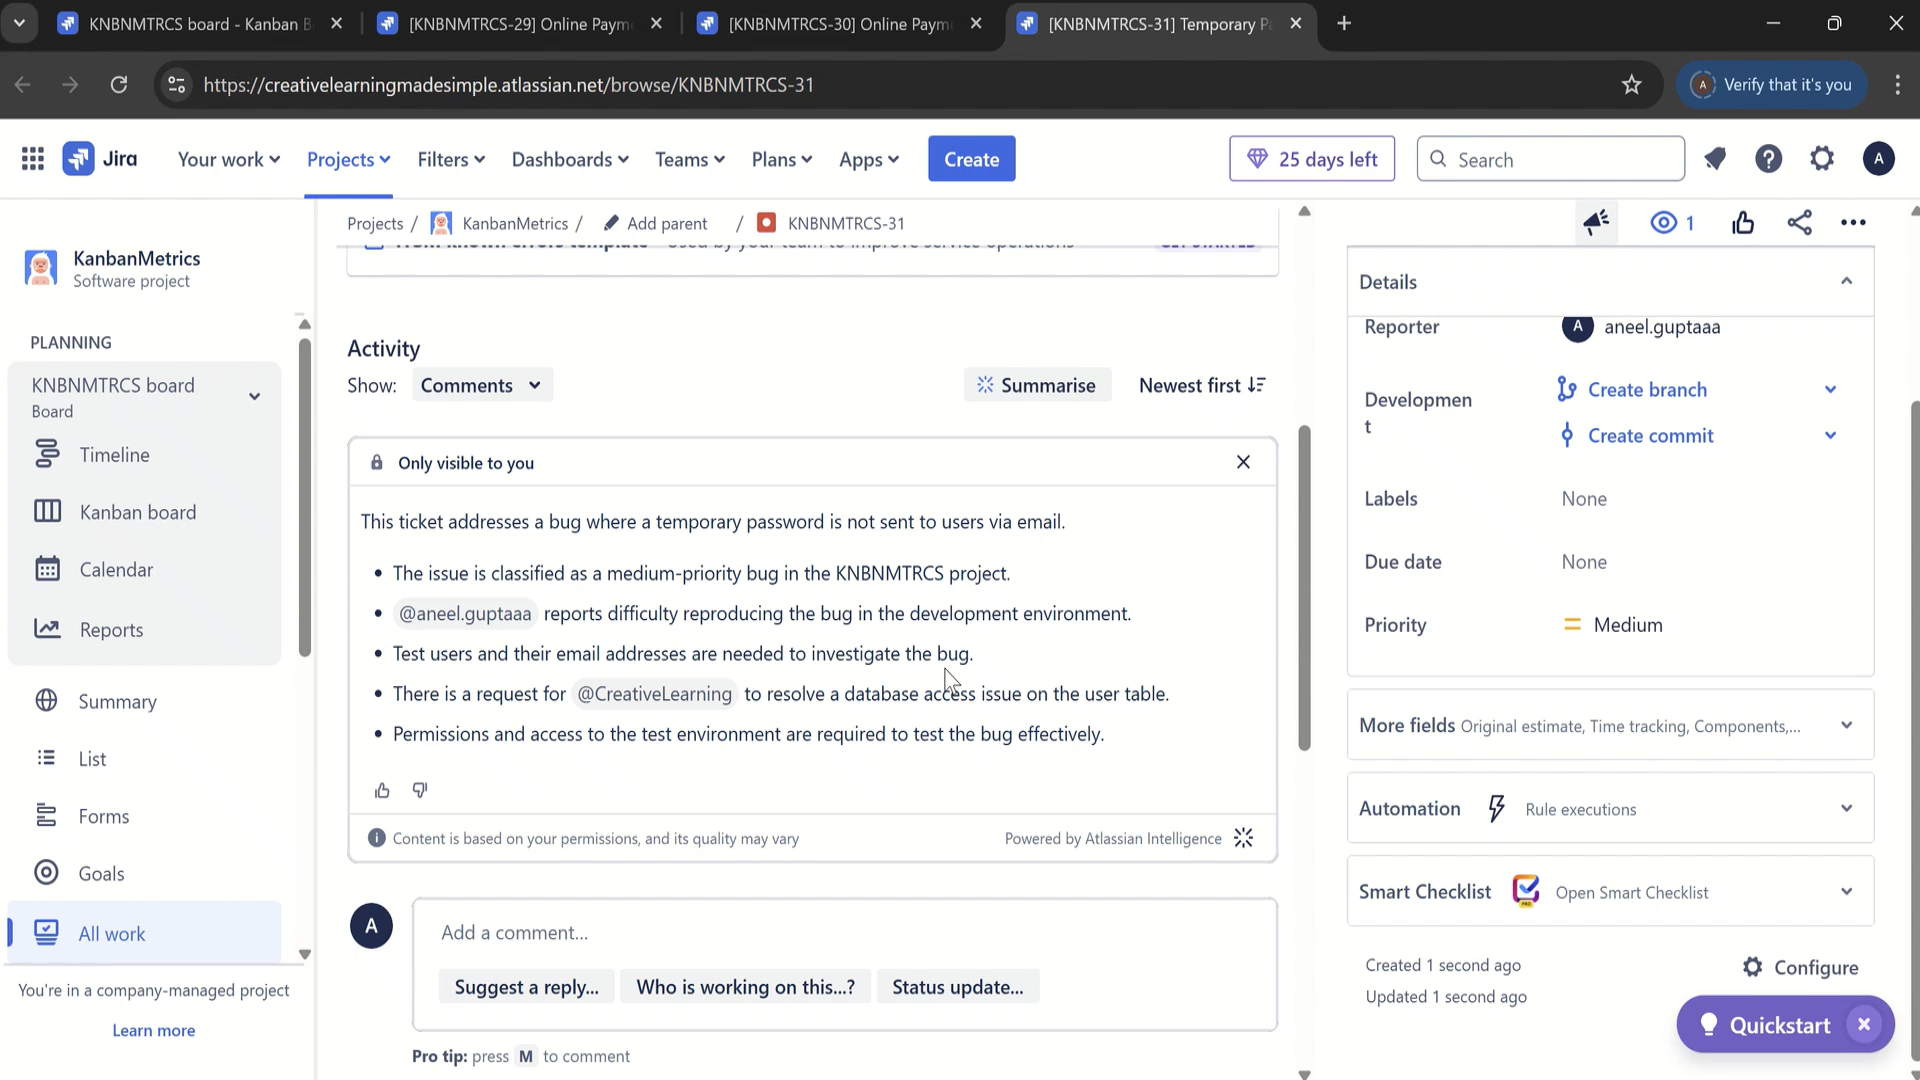 KNBNMTRCS board - Kanban B
[KNBNMTRCS-29] Online Paym
[KNBNMTRCS-30] Online Paym
[KNBNMTRCS-31] Temporary Pa
https://creativelearningmadesimple.atlassian.net/browse/KNBNMTRCS-31
A
Verify that it's you
Jira
Your work
Projects
Filters
Dashboards
Teams
Plans
Apps
Create
25 days left
Search
A
KanbanMetrics
Software project
PLANNING
KNBNMTRCS board
Board
Timeline
Kanban board
Calendar
Reports
Summary
List
Forms
Goals
All work
You're in a company-managed project
Learn more
Projects / KanbanMetrics / Add parent / KNBNMTRCS-31
1
Activity
Show: Comments
Summarise
Newest first
Only visible to you
This ticket addresses a bug where a temporary password is not sent to users via email.
• The issue is classified as a medium-priority bug in the KNBNMTRCS project.
• @aneel.guptaaa reports difficulty reproducing the bug in the development environment.
• Test users and their email addresses are needed to investigate the bug.
• There is a request for @CreativeLearning to resolve a database access issue on the user table.
• Permissions and access to the test environment are required to test the bug effectively.
Content is based on your permissions, and its quality may vary
Powered by Atlassian Intelligence
A
Add a comment...
Suggest a reply...
Who is working on this...?
Status update...
Pro tip: press M to comment
Details
Reporter
A aneel.guptaaa
Developmen
t
Create branch
Create commit
Labels
None
Due date
None
Priority
Medium
More fields Original estimate, Time tracking, Components,...
Automation Rule executions
Smart Checklist PRO Open Smart Checklist
Created 1 second ago
Updated 1 second ago
Configure
Quickstart